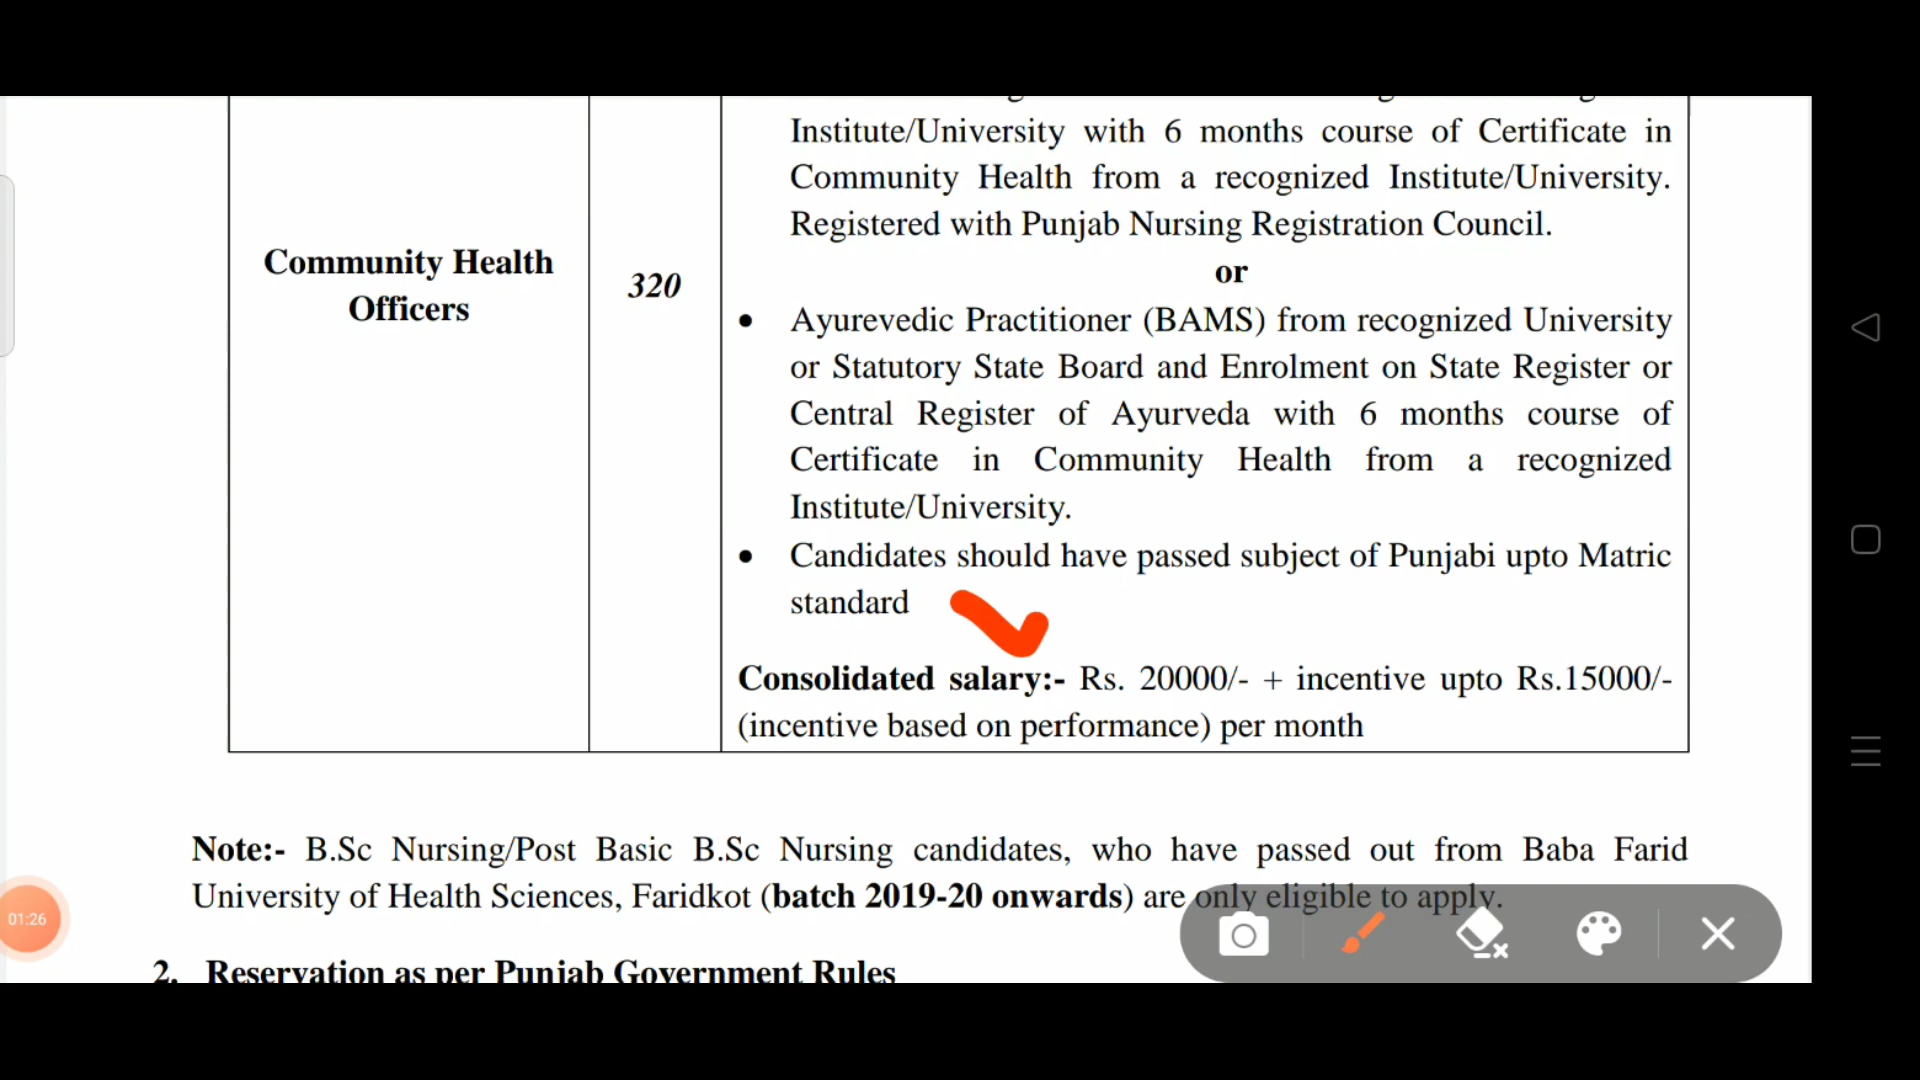 Institute/University with 6 months course of Certificate in
Community Health from a recognized Institute/University.
Registered with Punjab Nursing Registration Council.
or
Community Health
Officers
320
• Ayurevedic Practitioner (BAMS) from recognized University
or Statutory State Board and Enrolment on State Register or
Central Register of Ayurveda with 6 months course of
Certificate in Community Health from a recognized
Institute/University.
• Candidates should have passed subject of Punjabi upto Matric
standard
Consolidated salary:- Rs. 20000/- + incentive upto Rs.15000/-
(incentive based on performance) per month
Note:- B.Sc Nursing/Post Basic B.Sc Nursing candidates, who have passed out from Baba Farid
University of Health Sciences, Faridkot (batch 2019-20 onwards) are only eligible to apply.
01:26
2. Reservation as per Punjab Government Rules